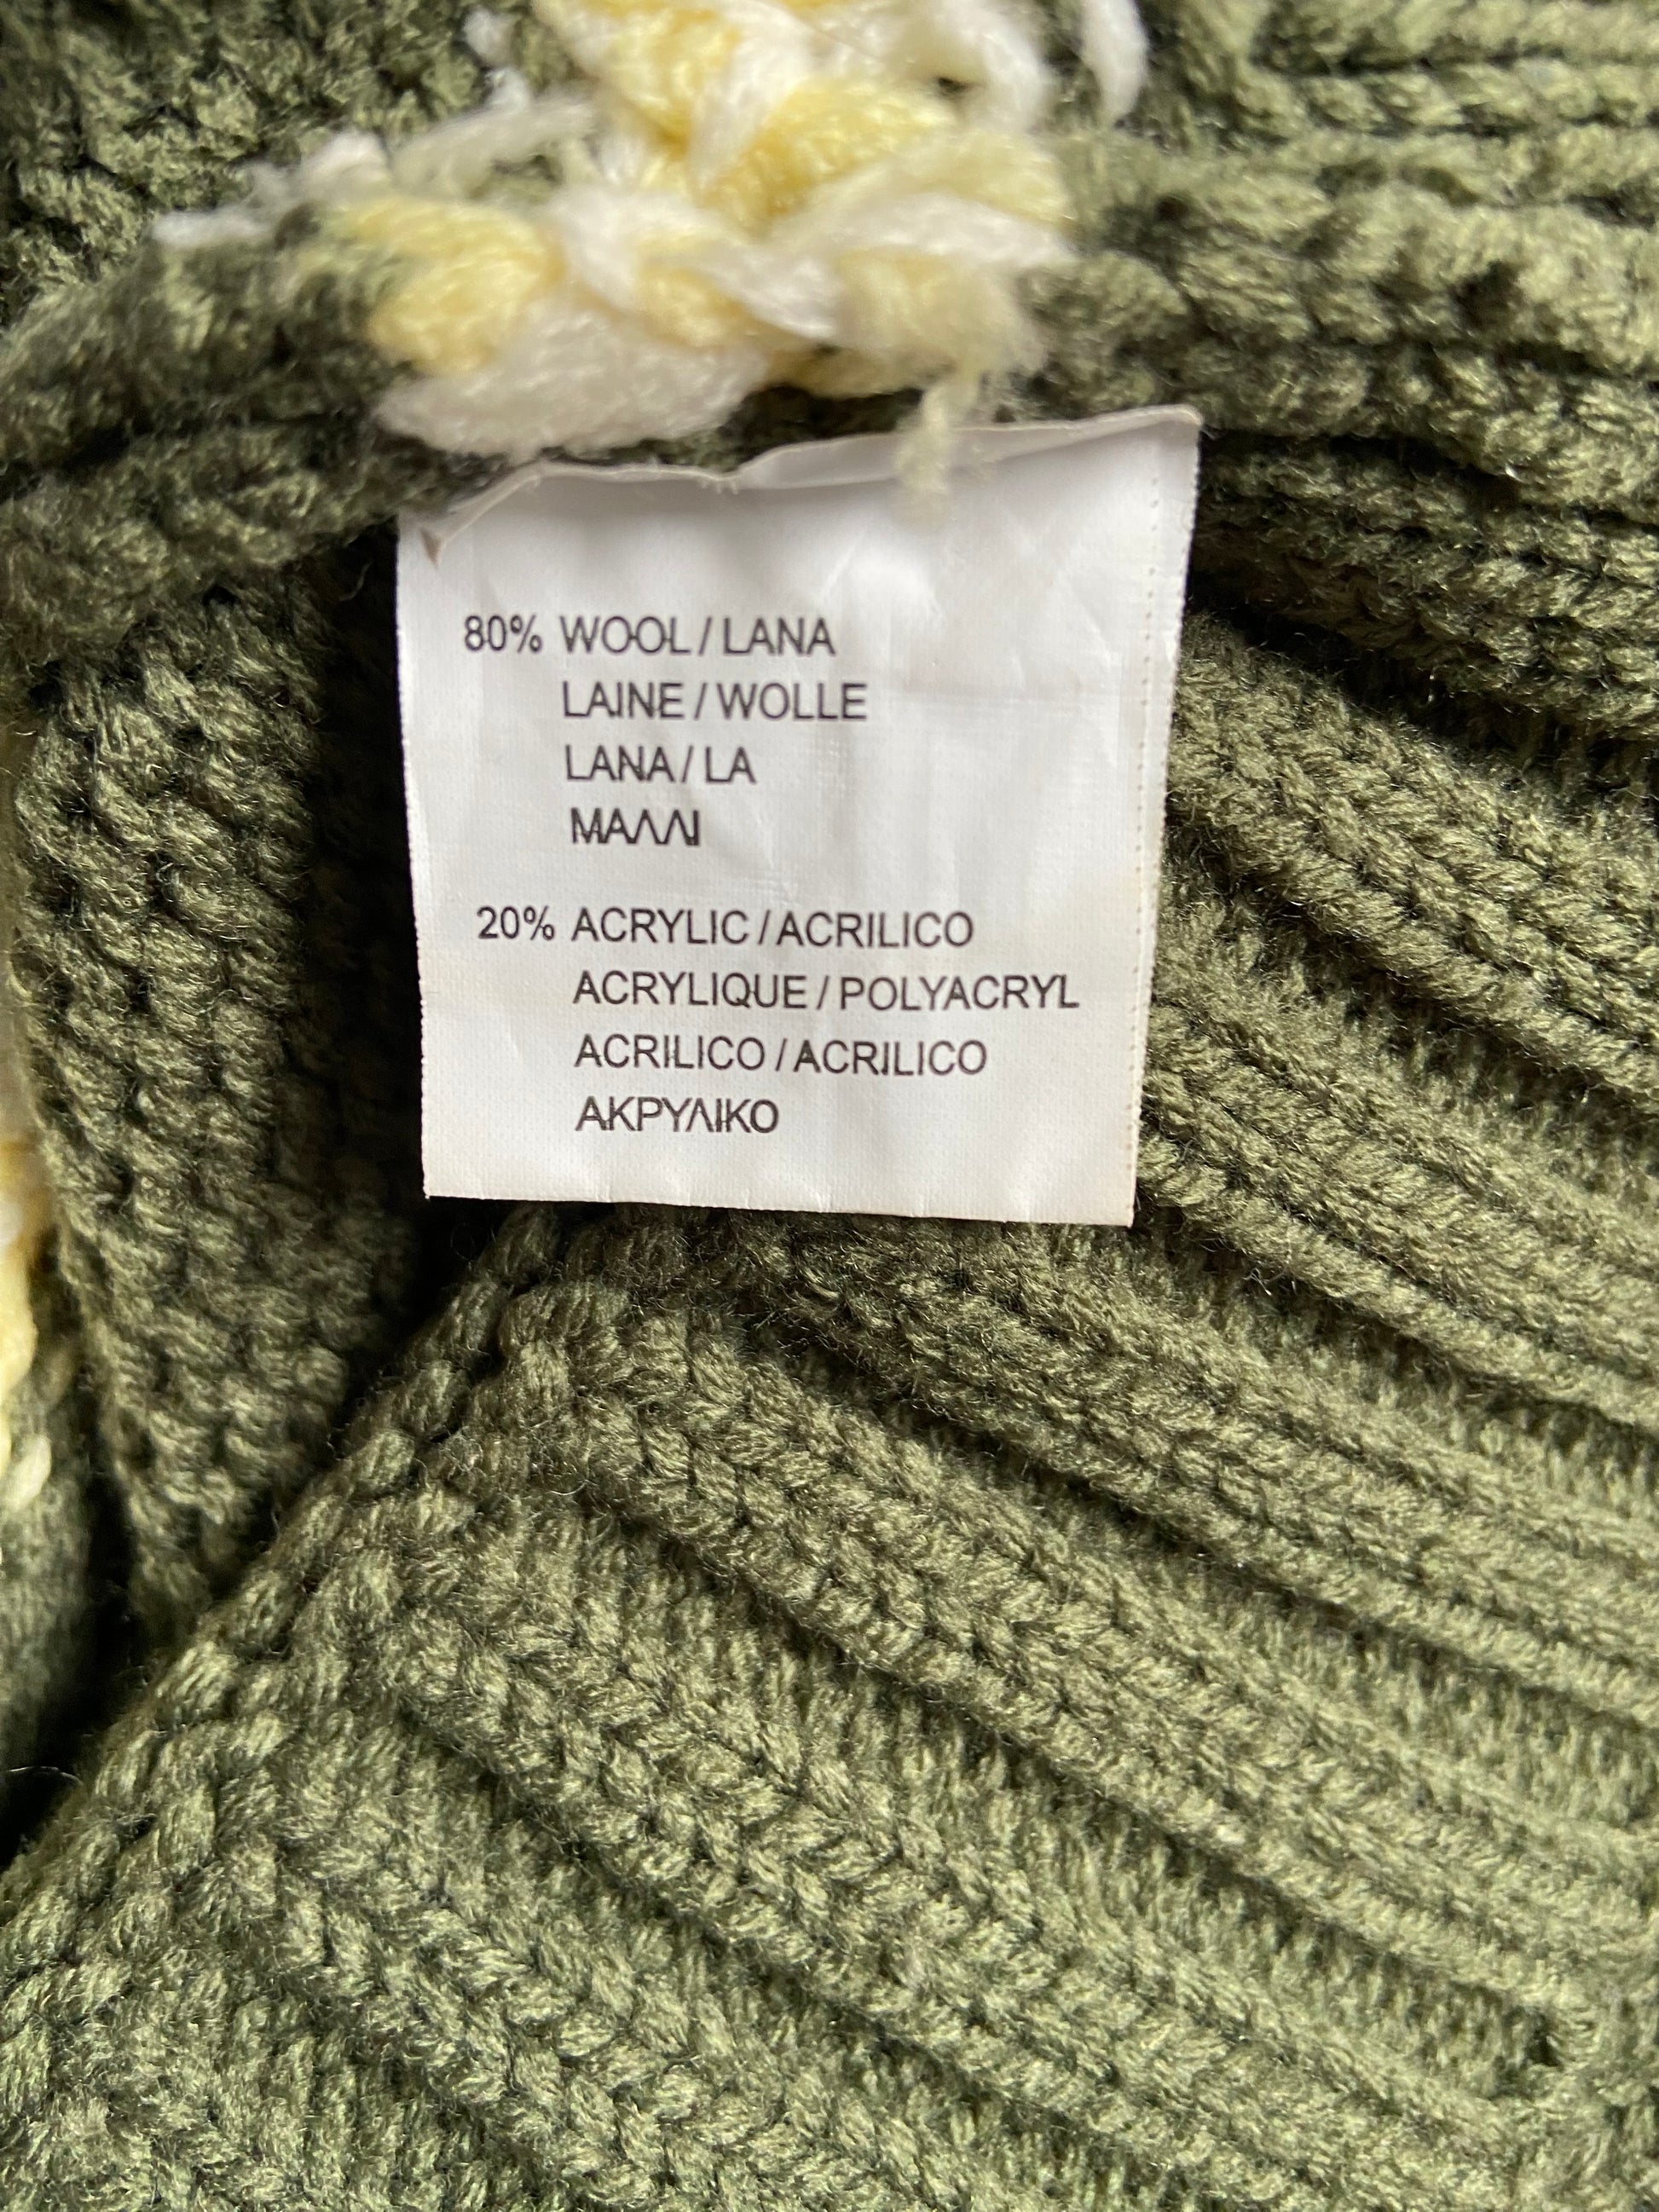 80% WOOL / LANA
LAINE / WOLLE
LANA / LA
ΜΑΛΛΙ
20% ACRYLIC / ACRILICO
ACRYLIQUE / POLYACRYL
ACRILICO / ACRILICO
ΑΚΡΥΛΙΚΟ